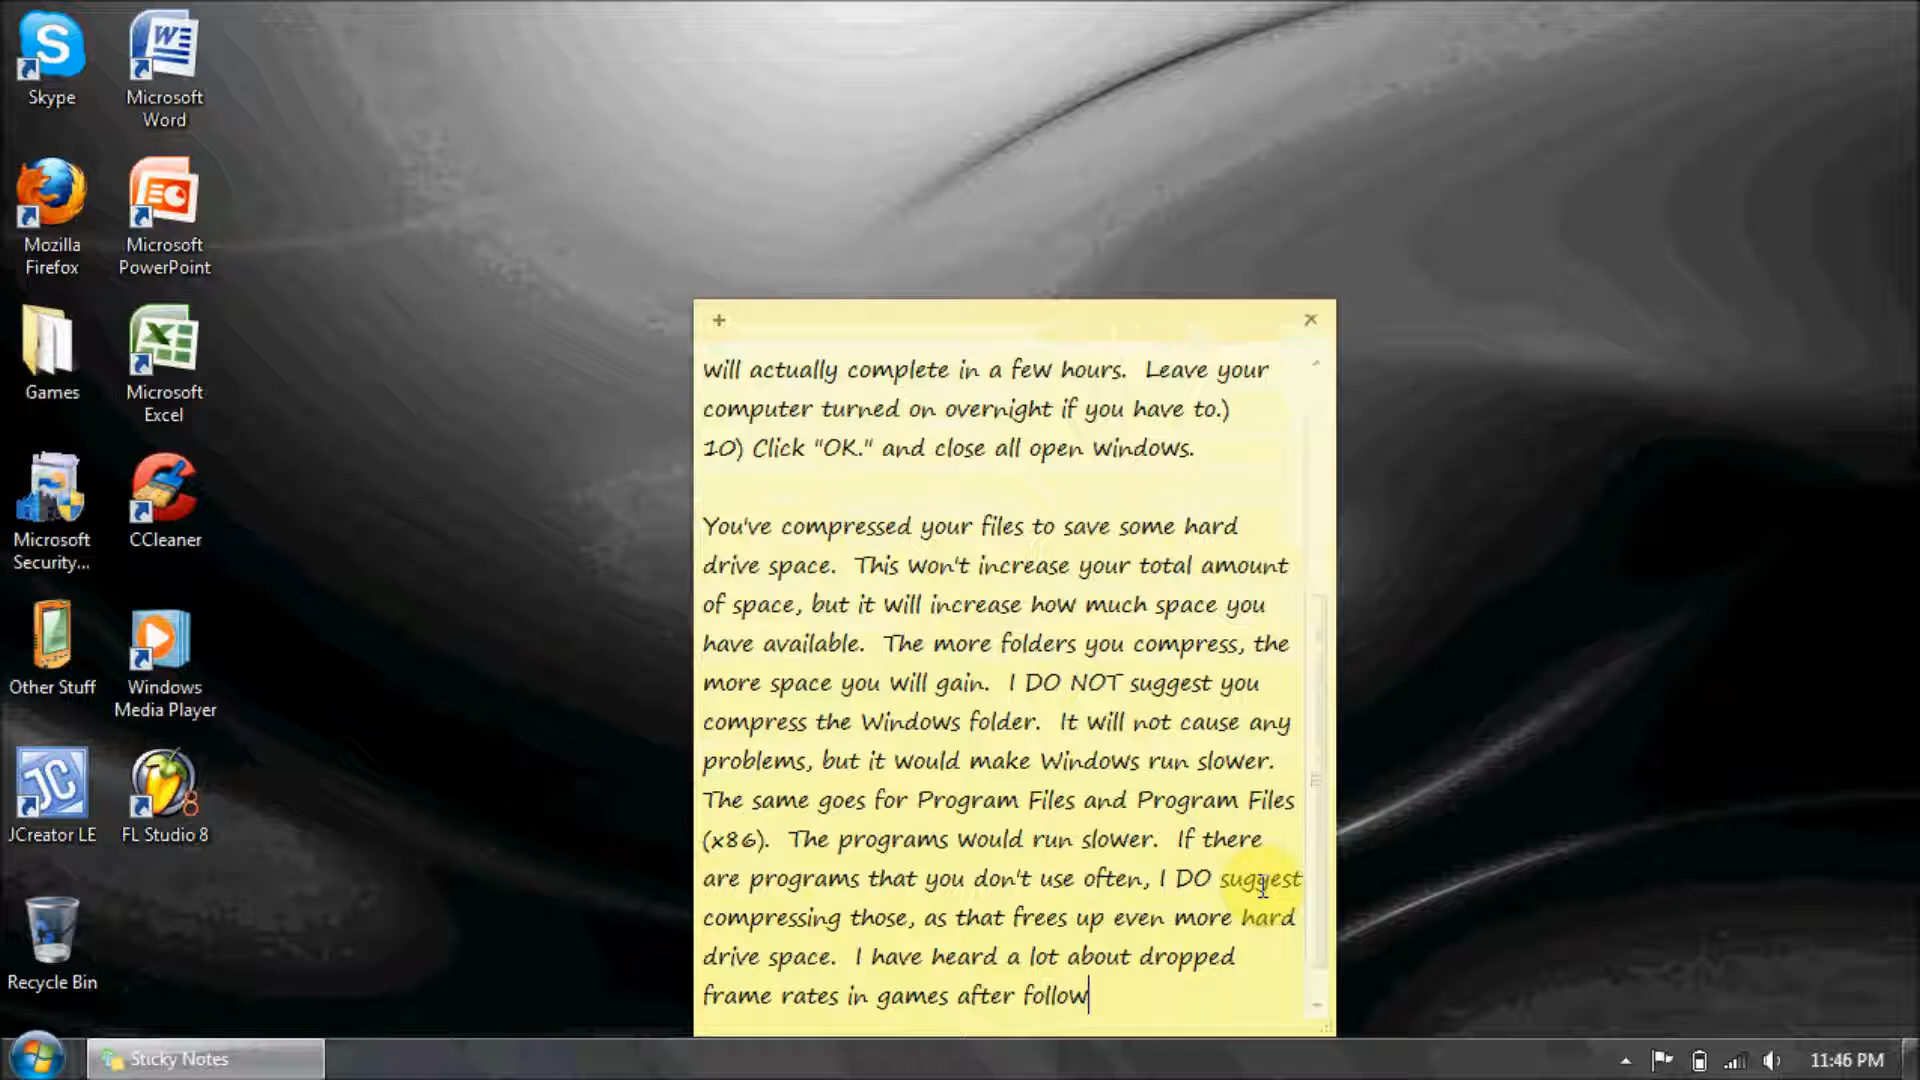 Skype
Microsoft
Word
Mozilla
Firefox
Microsoft
PowerPoint
Games
Microsoft
Excel
Microsoft
Security...
CCleaner
Other Stuff
Windows
Media Player
JCreator LE
FL Studio 8
Recycle Bin
will actually complete in a few hours.  Leave your
computer turned on overnight if you have to.)
10) Click "OK." and close all open windows.
You've compressed your files to save some hard
drive space.  This won't increase your total amount
of space, but it will increase how much space you
have available.  The more folders you compress, the
more space you will gain.  I DO NOT suggest you
compress the Windows folder.  It will not cause any
problems, but it would make Windows run slower.
The same goes for Program Files and Program Files
(x86).  The programs would run slower.  If there
are programs that you don't use often, I DO suggest
compressing those, as that frees up even more hard
drive space.  I have heard a lot about dropped
frame rates in games after follow
Sticky Notes
11:46 PM